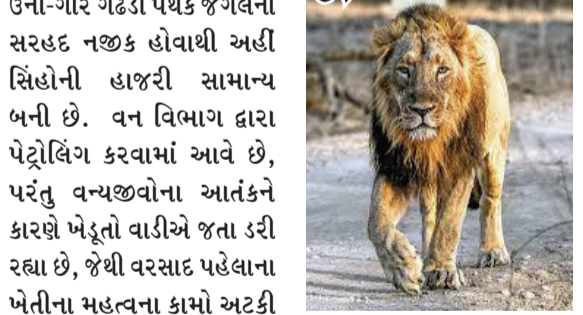 ઉના-ગીર ગઢડા પંથક જંગલની
સરહદ નજીક હોવાથી અહીં
સિંહોની હાજરી સામાન્ય
બની છે. વન વિભાગ દ્વારા
પેટ્રોલિંગ કરવામાં આવે છે,
પરંતુ વન્યજીવોના આતંકને
કારણે ખેડૂતો વાડીએ જતા ડરી
રહ્યા છે, જેથી વરસાદ પહેલાના
ખેતીના મહત્વના કામો અટકી